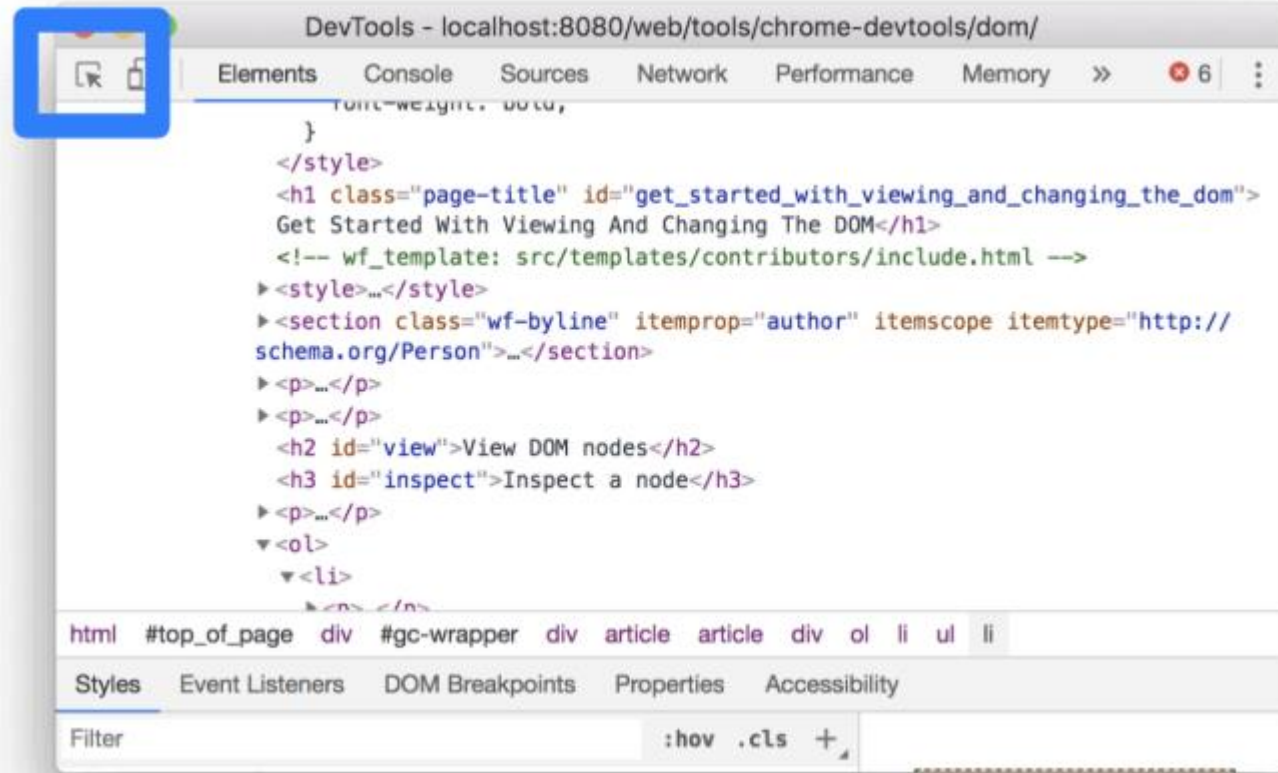 DevTools - localhost:8080/web/tools/chrome-devtools/dom/
Elements Console Sources Network Performance Memory » 6
font-weight: bold;
}
</style>
<h1 class="page-title" id="get_started_with_viewing_and_changing_the_dom">
Get Started With Viewing And Changing The DOM</h1>
<!-- wf_template: src/templates/contributors/include.html -->
▶<style>…</style>
▶<section class="wf-byline" itemprop="author" itemscope itemtype="http://
schema.org/Person">…</section>
▶<p>…</p>
▶<p>…</p>
<h2 id="view">View DOM nodes</h2>
<h3 id="inspect">Inspect a node</h3>
▶<p>…</p>
▼<ol>
▼<li>
▶<p>…</p>
html #top_of_page div #gc-wrapper div article article div ol li ul li
Styles Event Listeners DOM Breakpoints Properties Accessibility
Filter :hov .cls +